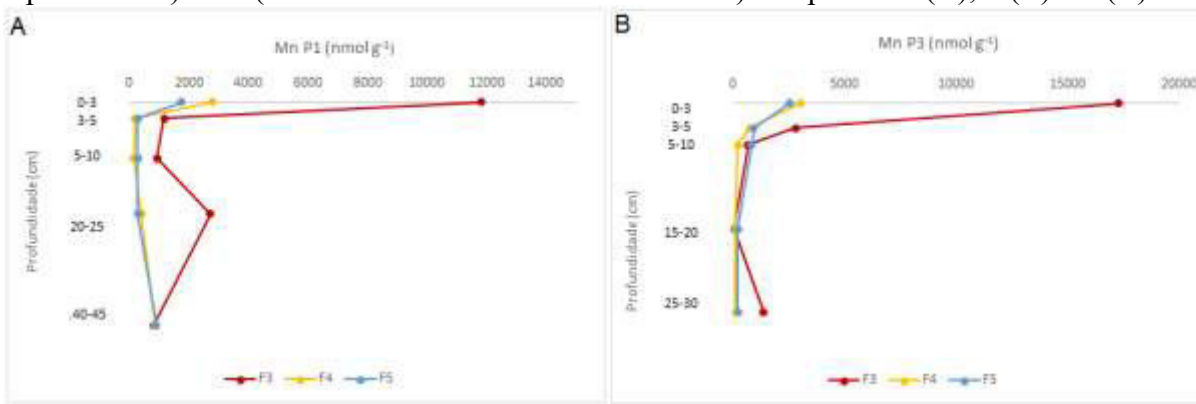 A
Mn P1 (nmol g⁻¹)
0 2000 4000 6000 8000 10000 12000 14000
0-3
3-5
5-10
20-25
40-45
Profundidade (cm)
F3 F4 F5
B
Mn P3 (nmol g⁻¹)
0 5000 10000 15000 20000
0-3
3-5
5-10
15-20
25-30
Profundidade (cm)
F3 F4 F5